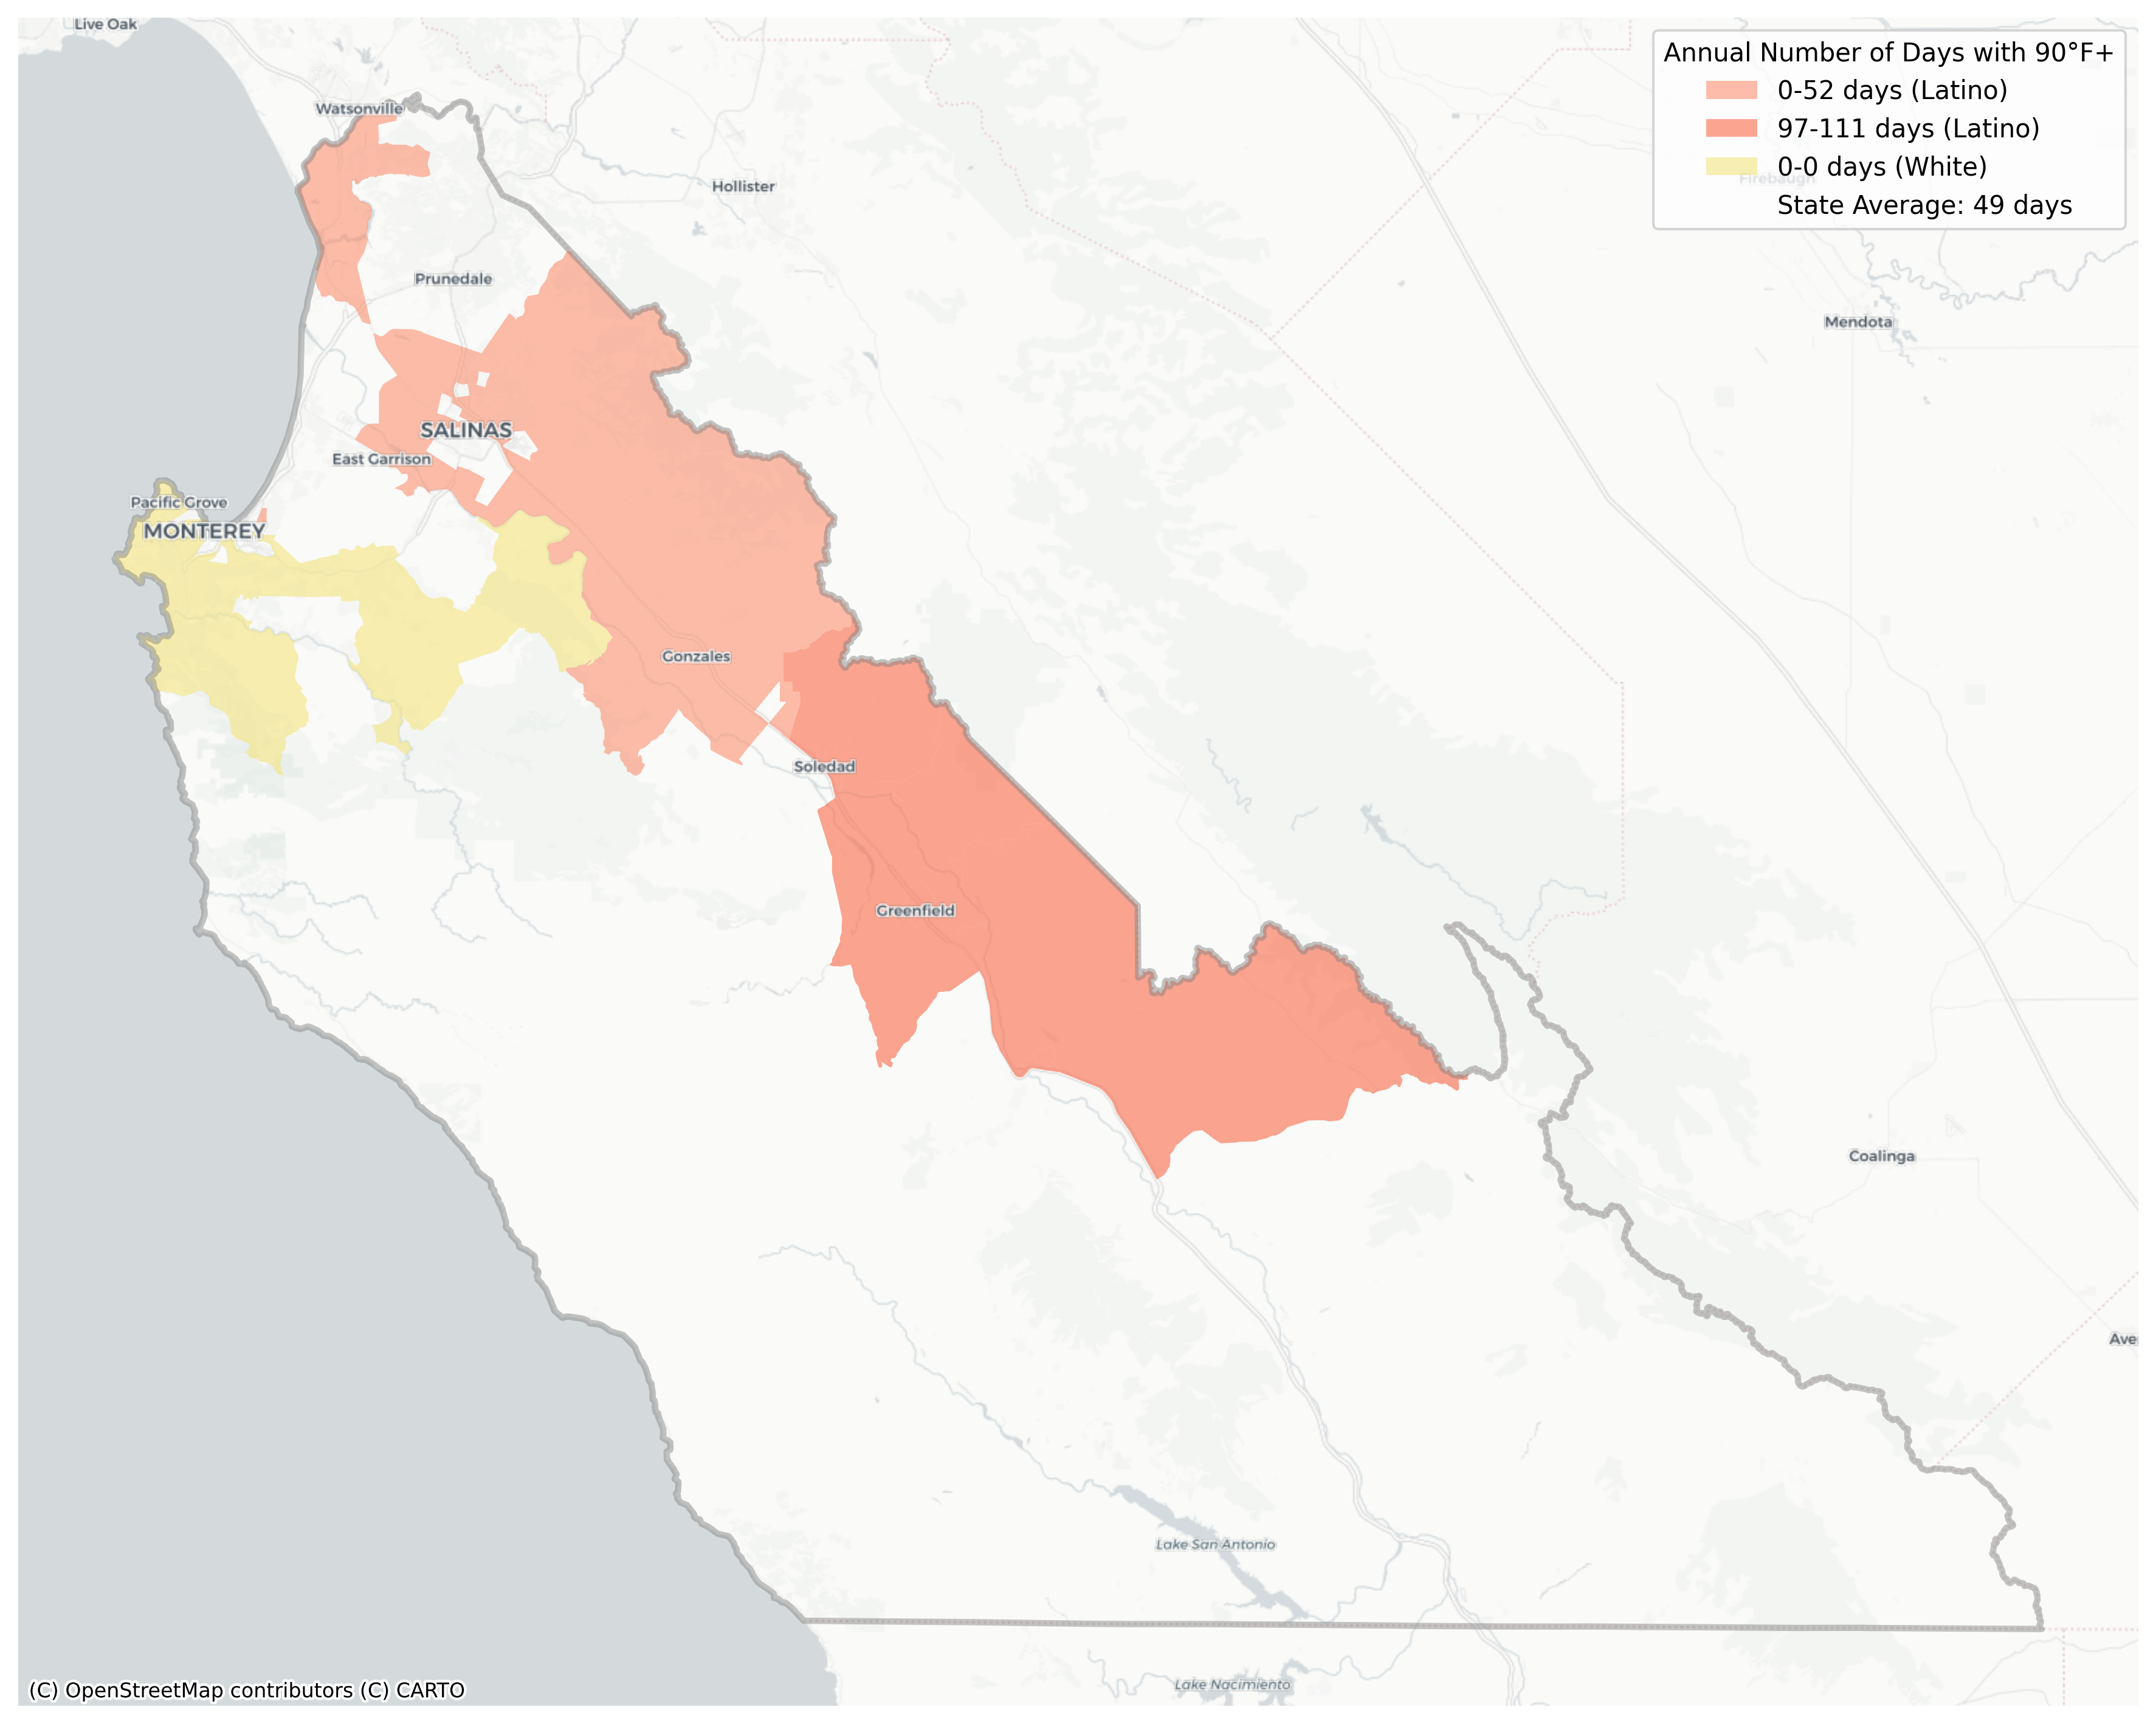 Live Oak
Annual Number of Days with 90°F+
0-52 days (Latino)
97-111 days (Latino)
0-0 days (White)
State Average: 49 days
Watsonville
Firebaugh
Hollister
Prunedale
Mendota
SALINAS
East Garrison
Pacific Grove
MONTEREY
Gonzales
Soledad
Greenfield
Coalinga
Ave
Lake San Antonio
Lake Nacimiento
(C) OpenStreetMap contributors (C) CARTO